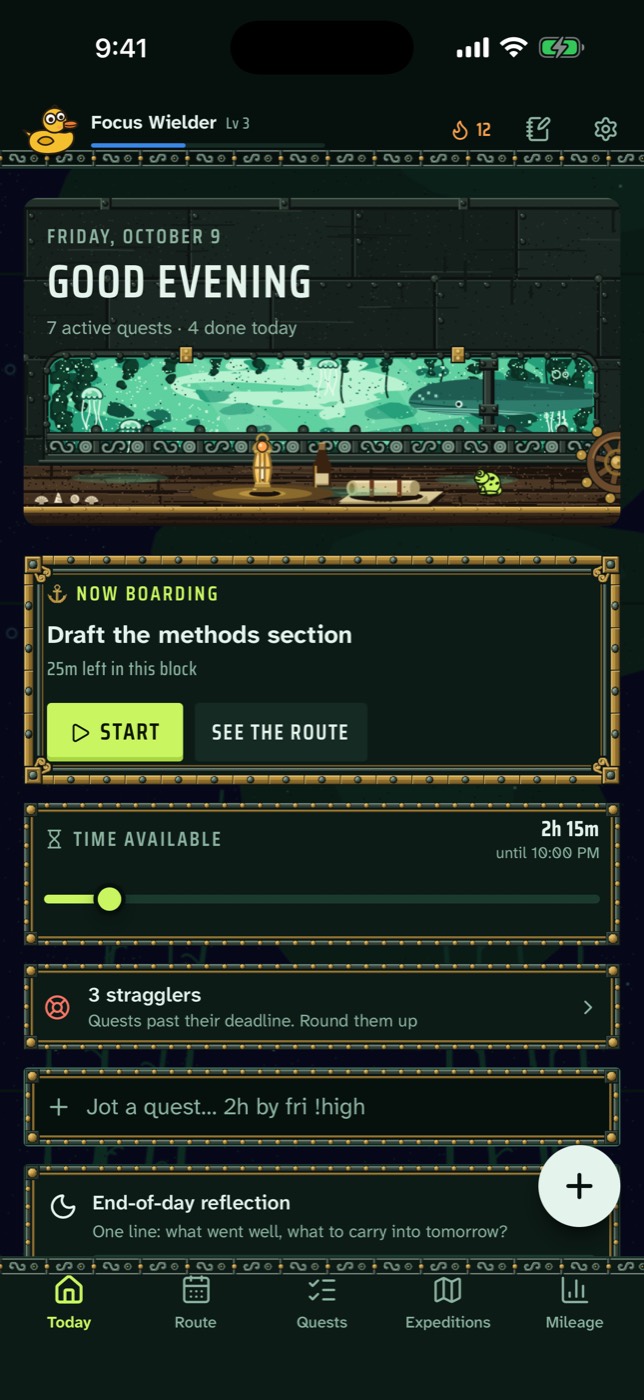 9:41
Focus Wielder Lv 3
12
FRIDAY, OCTOBER 9
GOOD EVENING
7 active quests · 4 done today
NOW BOARDING
Draft the methods section
25m left in this block
START
SEE THE ROUTE
TIME AVAILABLE
2h 15m
until 10:00 PM
3 stragglers
Quests past their deadline. Round them up
Jot a quest... 2h by fri !high
End-of-day reflection
One line: what went well, what to carry into tomorrow?
Today
Route
Quests
Expeditions
Mileage